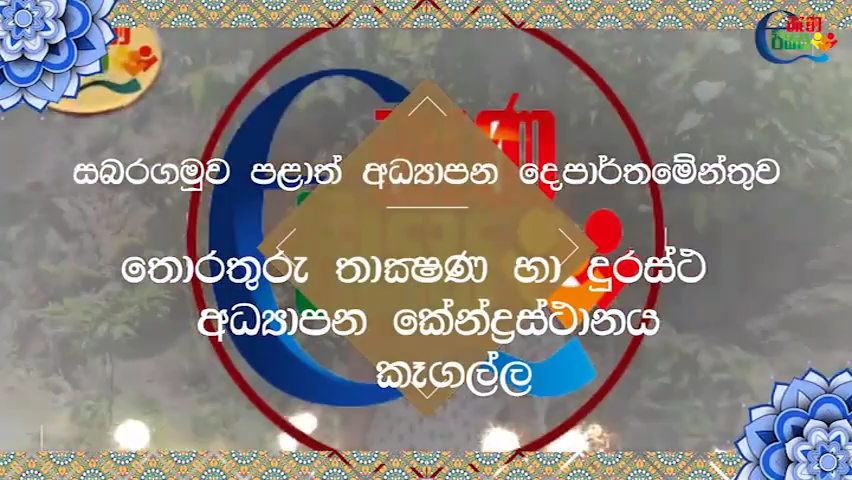 සබරගමුව පළාත් අධ්‍යාපන දෙපාර්තමේන්තුව
තොරතුරු තාක්‍ෂණ හා දුරස්ථ
අධ්‍යාපන කේන්ද්‍රස්ථානය
කෑගල්ල